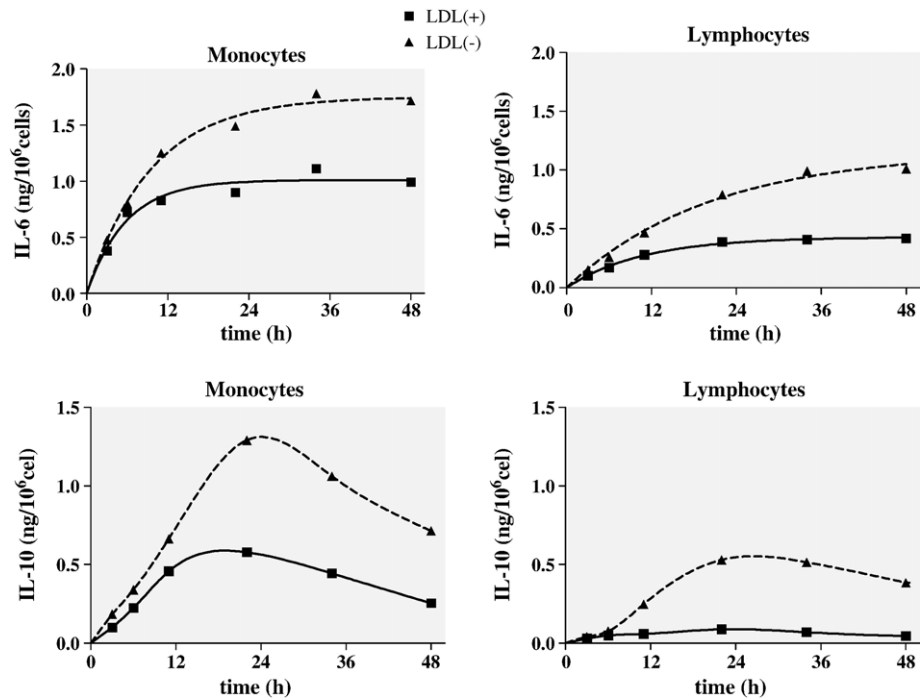 LDL(+)
LDL(-)
Monocytes
2.0
1.5
1.0
0.5
0.0
IL-6 (ng/10⁶cells)
0 12 24 36 48
time (h)
Lymphocytes
2.0
1.5
1.0
0.5
0.0
IL-6 (ng/10⁶cells)
0 12 24 36 48
time (h)
Monocytes
1.5
1.0
0.5
0.0
IL-10 (ng/10⁶cel)
0 12 24 36 48
time (h)
Lymphocytes
1.5
1.0
0.5
0.0
IL-10 (ng/10⁶cel)
0 12 24 36 48
time (h)